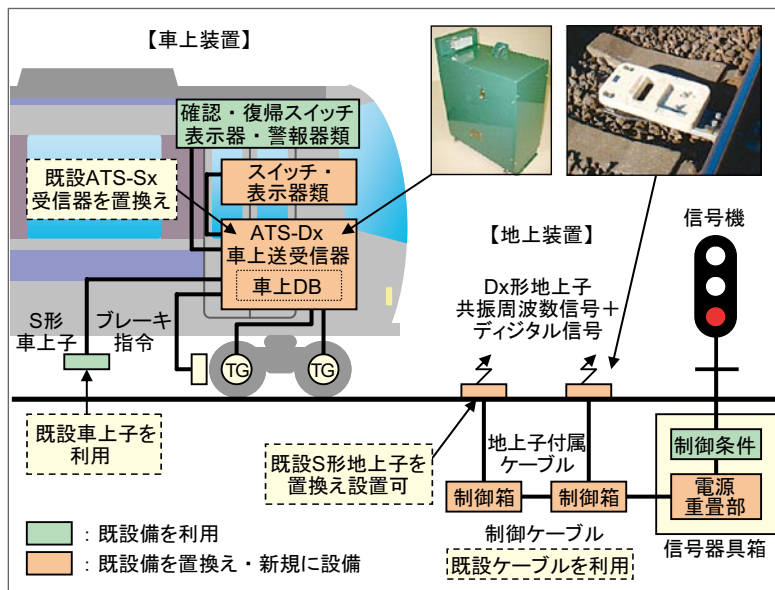 【車上装置】
確認・復帰スイッチ
表示器・警報器類
既設ATS-Sx
受信器を置換え
スイッチ・
表示器類
ATS-Dx
車上送受信器
車上DB
S形
車上子
ブレーキ
指令
TG
TG
既設車上子を
利用
【地上装置】
Dx形地上子
共振周波数信号＋
ディジタル信号
信号機
既設S形地上子を
置換え設置可
地上子付属
ケーブル
制御箱
制御箱
制御条件
電源
重畳部
信号器具箱
制御ケーブル
既設ケーブルを利用
：既設備を利用
：既設備を置換え・新規に設備